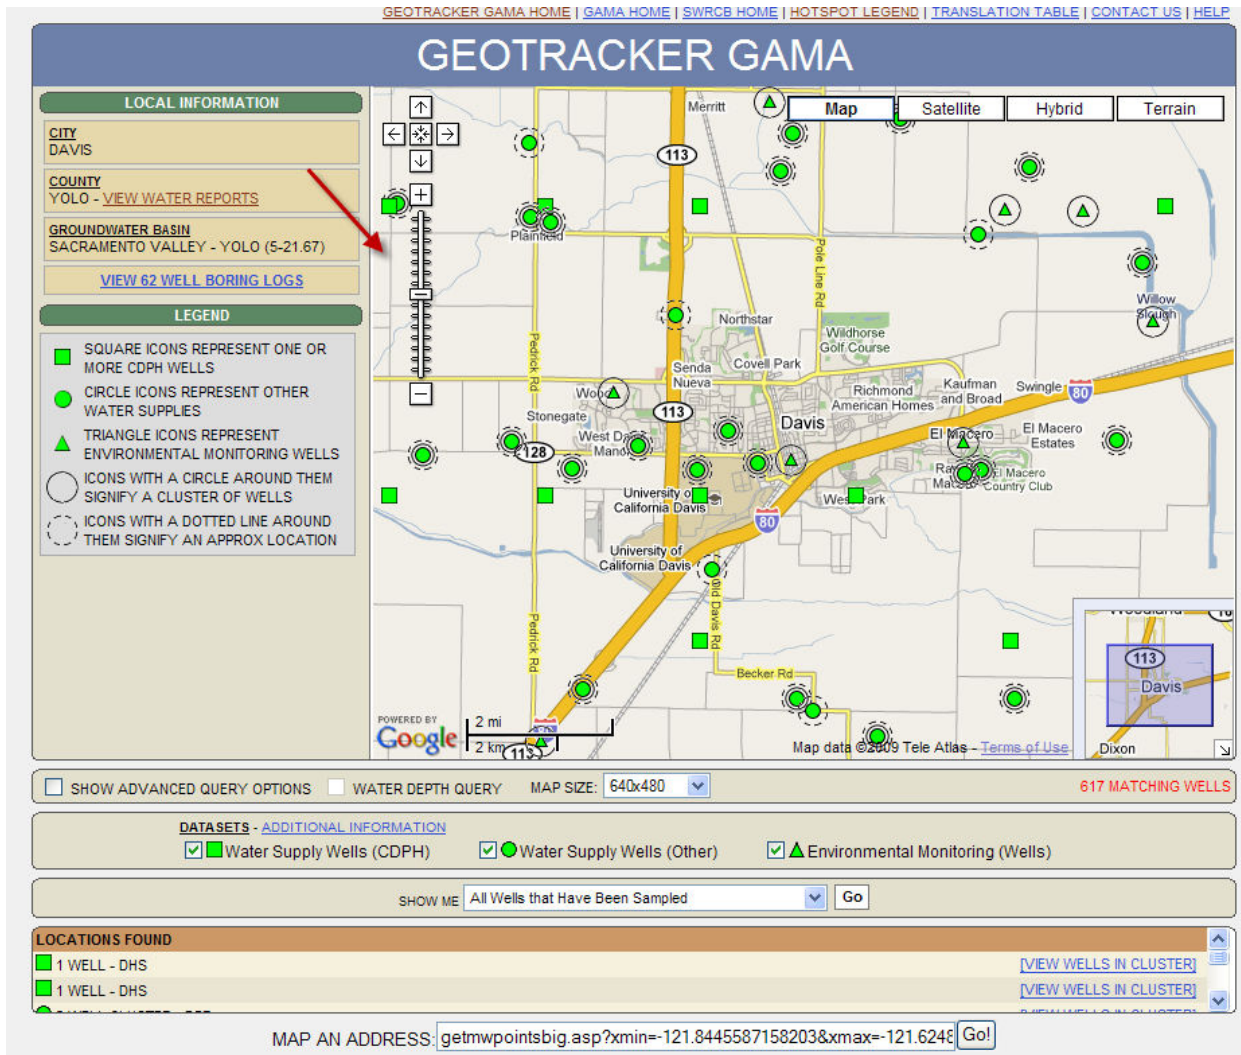 GEOTRACKER GAMA HOME | GAMA HOME | SWRCB HOME | HOTSPOT LEGEND | TRANSLATION TABLE | CONTACT US | HELP
GEOTRACKER GAMA
LOCAL INFORMATION
CITY
DAVIS
COUNTY
YOLO - VIEW WATER REPORTS
GROUNDWATER BASIN
SACRAMENTO VALLEY - YOLO (5-21.67)
VIEW 62 WELL BORING LOGS
LEGEND
SQUARE ICONS REPRESENT ONE OR
MORE CDPH WELLS
CIRCLE ICONS REPRESENT OTHER
WATER SUPPLIES
TRIANGLE ICONS REPRESENT
ENVIRONMENTAL MONITORING WELLS
ICONS WITH A CIRCLE AROUND THEM
SIGNIFY A CLUSTER OF WELLS
ICONS WITH A DOTTED LINE AROUND
THEM SIGNIFY AN APPROX LOCATION
Map
Satellite
Hybrid
Terrain
Merritt
113
Plainfield
Pole Line Rd
Willow
Slough
Northstar
Wildhorse
Golf Course
Pedrick Rd
Covell Park
Senda
Nueva
Richmond
American Homes
Kaufman
and Broad
Swingle
80
Stonegate
113
Davis
El Macero
El Macero
Estates
West Davis
Manor
128
El Macero
Country Club
University of
California Davis
West Park
80
University of
California Davis
Old Davis Rd
Pedrick Rd
Becker Rd
113
POWERED BY
Google
2 mi
2 km
Map data ©2009 Tele Atlas - Terms of Use
Woodland
113
Davis
Dixon
SHOW ADVANCED QUERY OPTIONS
WATER DEPTH QUERY
MAP SIZE: 640x480
617 MATCHING WELLS
DATASETS - ADDITIONAL INFORMATION
Water Supply Wells (CDPH)
Water Supply Wells (Other)
Environmental Monitoring (Wells)
SHOW ME All Wells that Have Been Sampled Go
LOCATIONS FOUND
1 WELL - DHS [VIEW WELLS IN CLUSTER]
1 WELL - DHS [VIEW WELLS IN CLUSTER]
MAP AN ADDRESS: getmwpointsbig.asp?xmin=-121.8445587158203&xmax=-121.6248 Go!